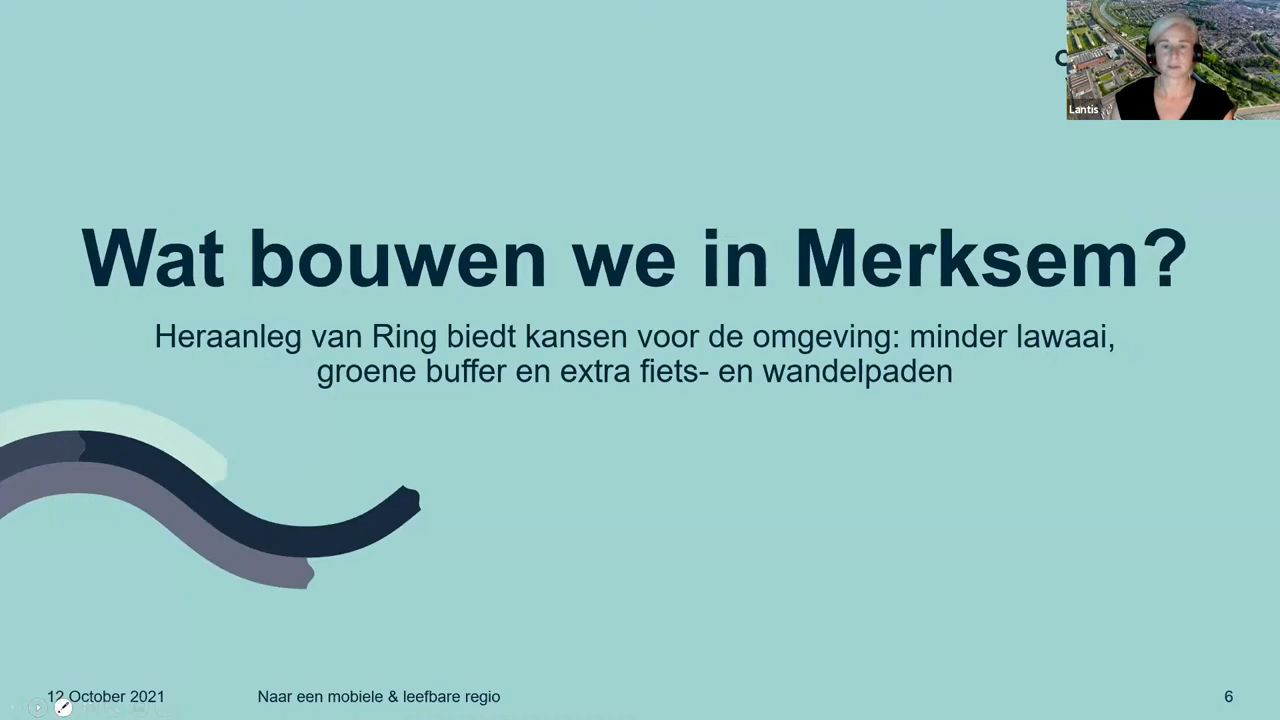 Lantis
Wat bouwen we in Merksem?
Heraanleg van Ring biedt kansen voor de omgeving: minder lawaai,
groene buffer en extra fiets- en wandelpaden
12 October 2021
Naar een mobiele & leefbare regio
6